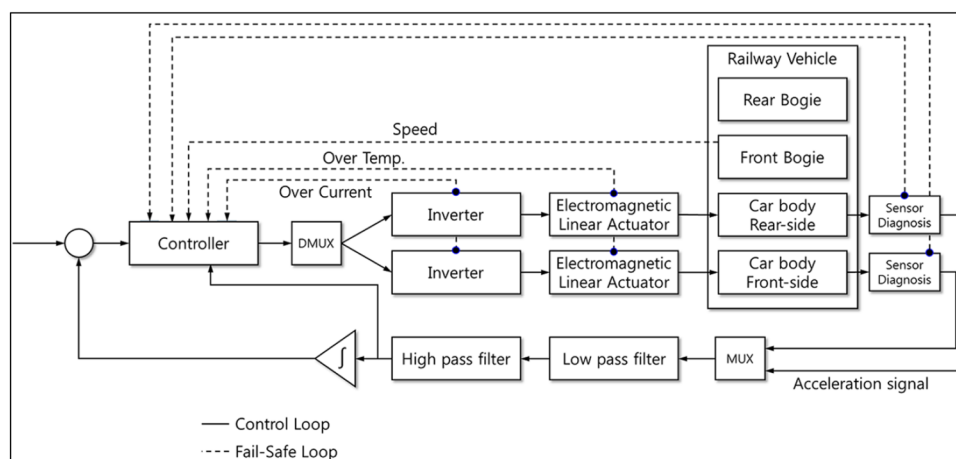 Railway Vehicle
Rear Bogie
Speed
Front Bogie
Over Temp.
Over Current
Controller
DMUX
Inverter
Electromagnetic
Linear Actuator
Car body
Rear-side
Sensor
Diagnosis
Inverter
Electromagnetic
Linear Actuator
Car body
Front-side
Sensor
Diagnosis
∫
High pass filter
Low pass filter
MUX
Acceleration signal
Control Loop
Fail-Safe Loop